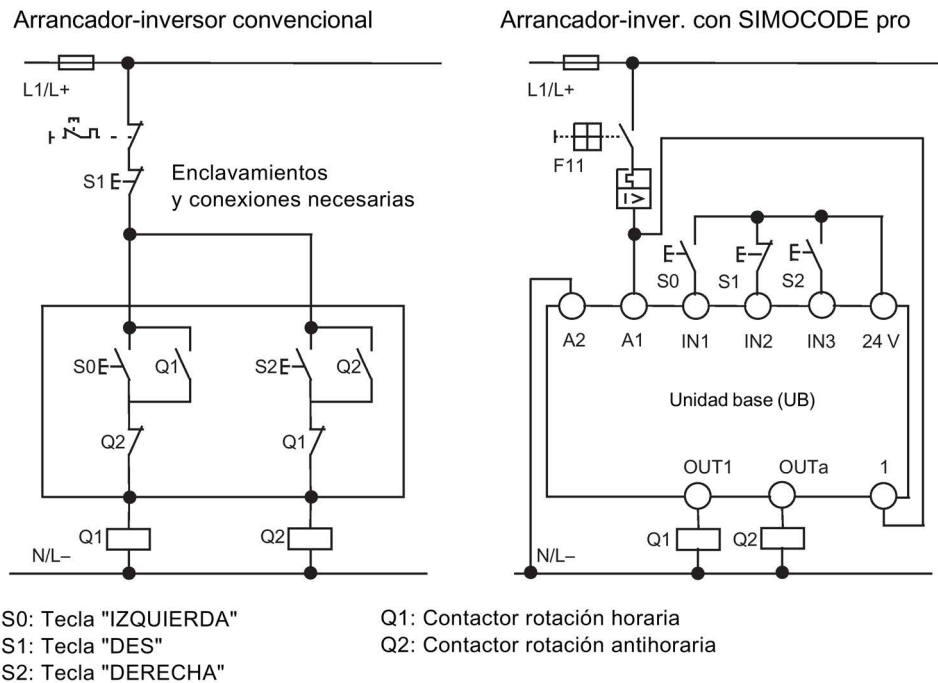 Arrancador-inversor convencional
L1/L+
S1
Enclavamientos
y conexiones necesarias
S0
Q1
S2
Q2
Q2
Q1
Q1
Q2
N/L–
Arrancador-inver. con SIMOCODE pro
L1/L+
F11
S0
S1
S2
A2
A1
IN1
IN2
IN3
24 V
Unidad base (UB)
OUT1
OUTa
1
Q1
Q2
N/L–
S0: Tecla "IZQUIERDA"
S1: Tecla "DES"
S2: Tecla "DERECHA"
Q1: Contactor rotación horaria
Q2: Contactor rotación antihoraria